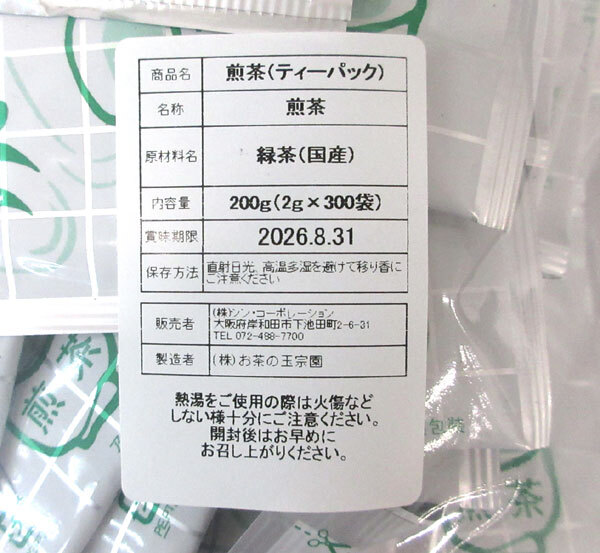 商品名 煎茶(ティーパック)
名称 煎茶
原材料名 緑茶(国産)
内容量 200g(2g×300袋)
賞味期限 2026.8.31
保存方法 直射日光、高温多湿を避けて移り香に
ご注意ください
販売者 (株)シン・コーポレーション
大阪府岸和田市下池田町2-6-31
TEL 072-488-7700
製造者 (株)お茶の玉宗園
熱湯をご使用の際は火傷など
しない様十分にご注意ください。
開封後はお早めに
お召し上がりください。
煎茶
包装
煎茶